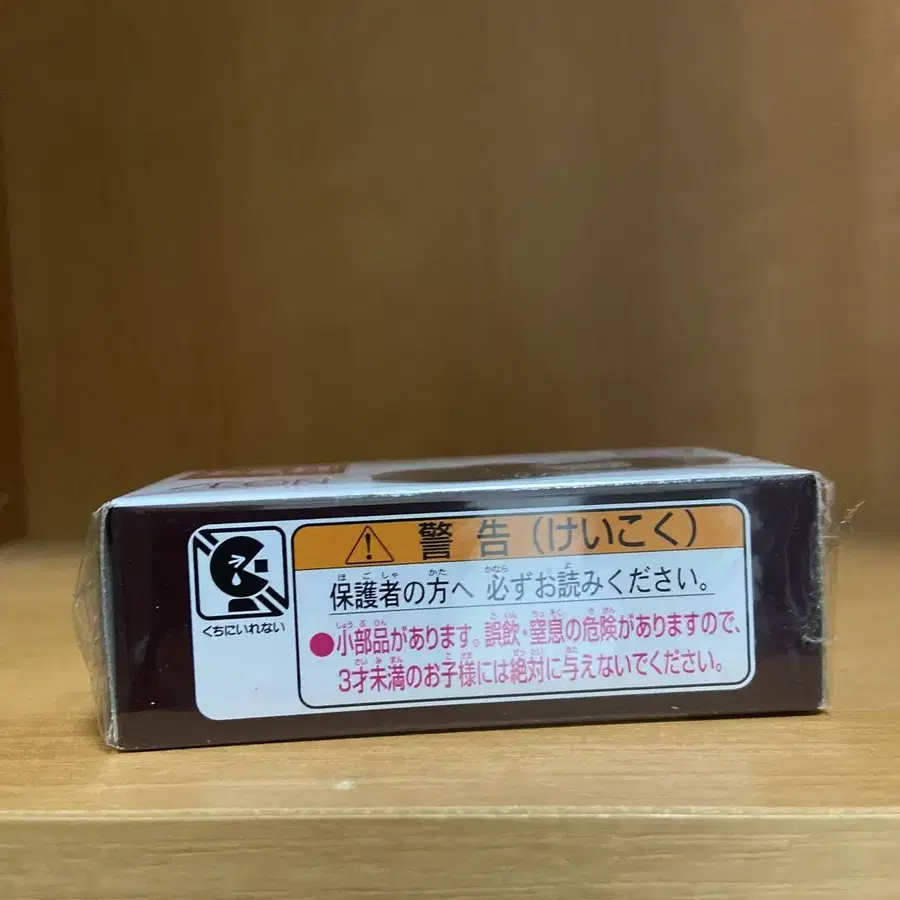 ÆON
警告(けいこく)
保護者の方へ 必ずお読みください。
●小部品があります。誤飲・窒息の危険がありますので、
3才未満のお子様には絶対に与えないでください。
くちにいれない